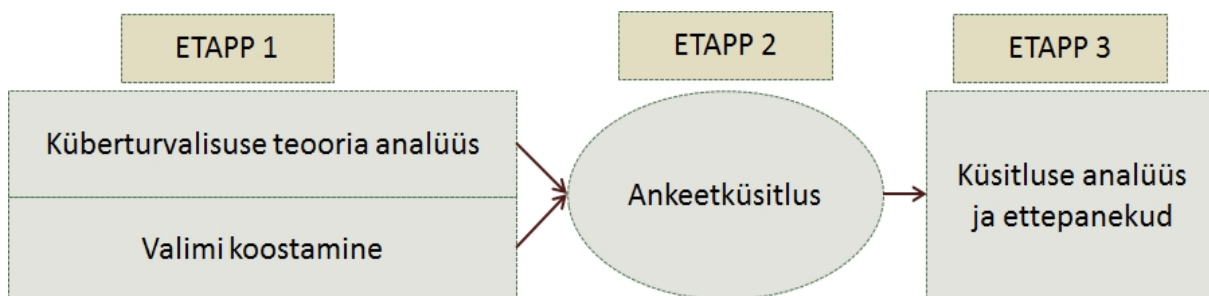 ETAPP 1
ETAPP 2
ETAPP 3
Küberturvalisuse teooria analüüs
Valimi koostamine
Ankeetküsitlus
Küsitluse analüüs
ja ettepanekud